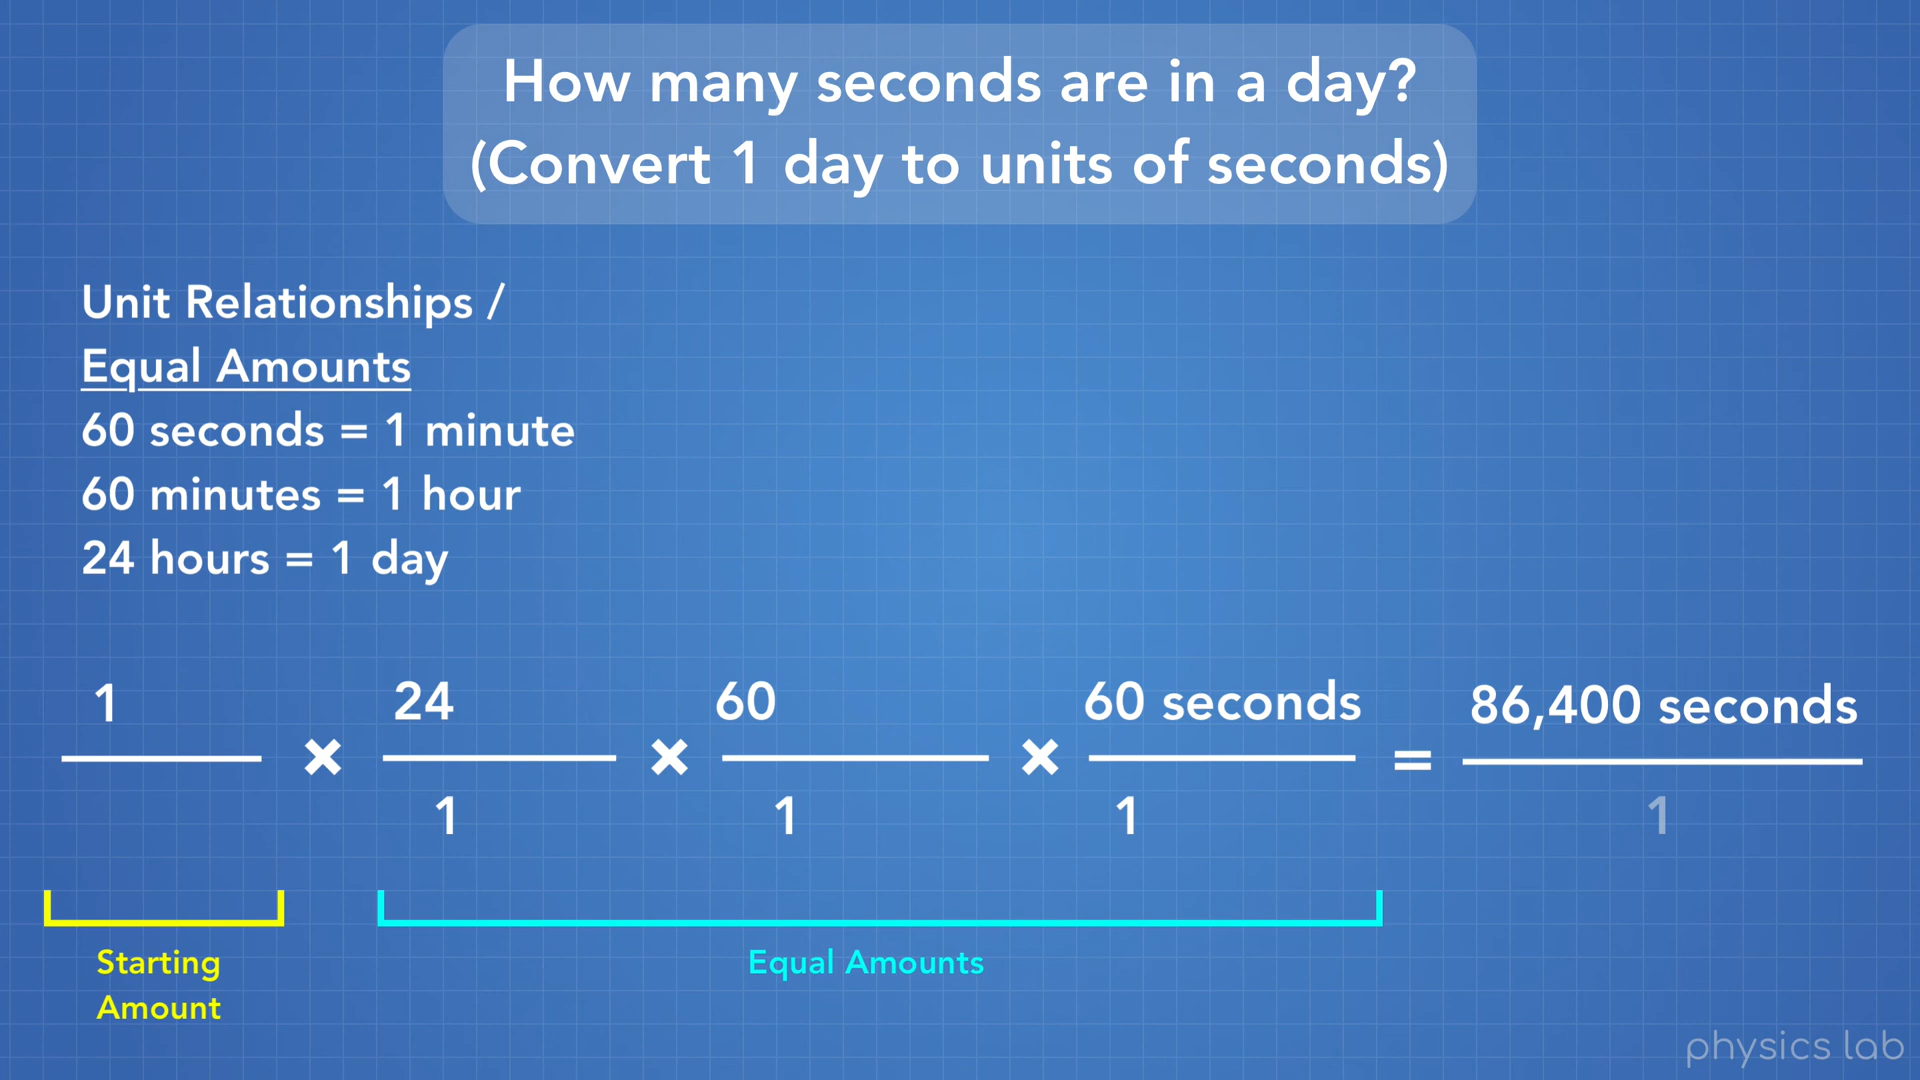 How many seconds are in a day?
(Convert 1 day to units of seconds)
Unit Relationships /
Equal Amounts
60 seconds = 1 minute
60 minutes = 1 hour
24 hours = 1 day
1 × 24 × 60 × 60 seconds = 86,400 seconds
1 1 1 1
Starting
Amount
Equal Amounts
physics lab